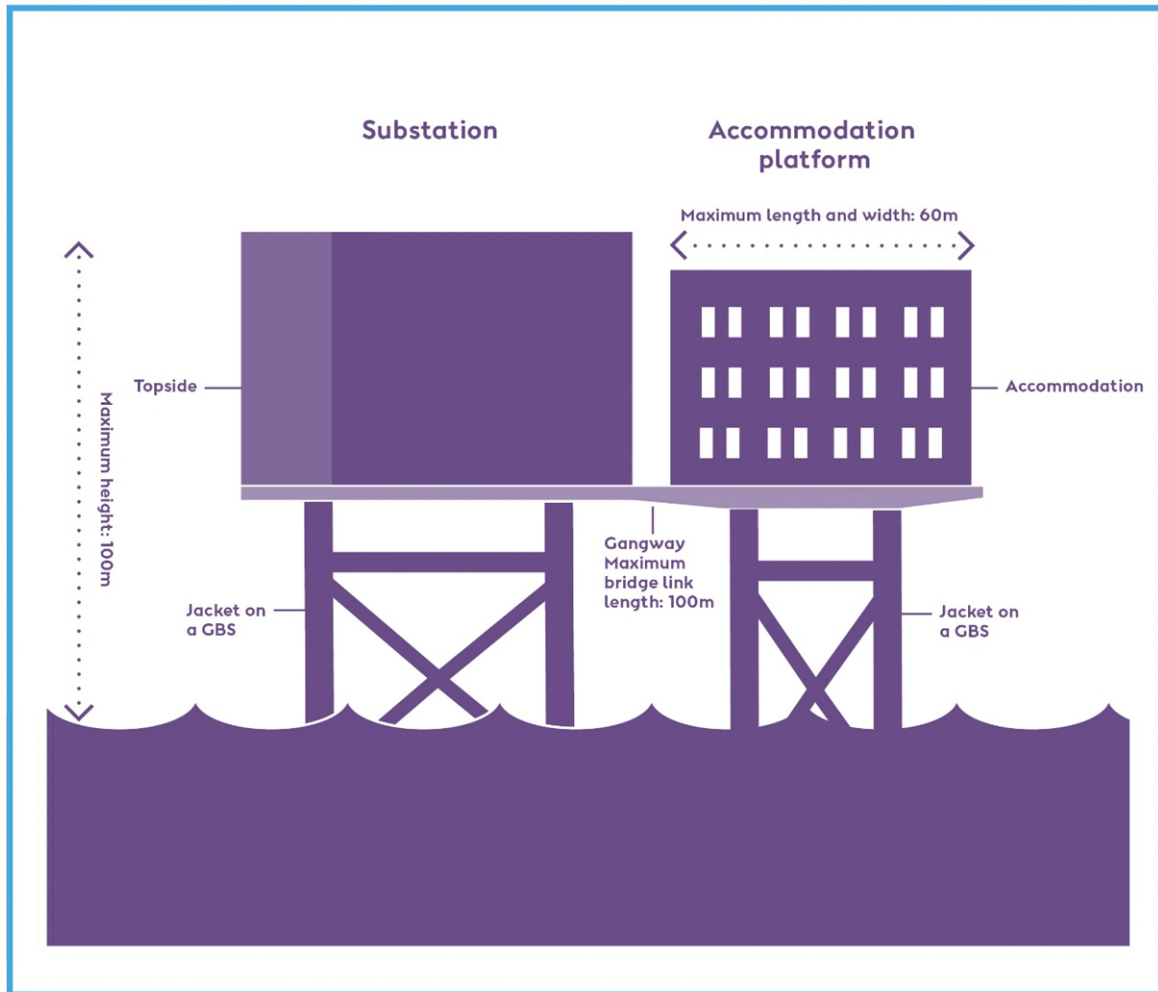 Substation
Accommodation
platform
Maximum length and width: 60m
Topside
Accommodation
Maximum height: 100m
Gangway
Maximum
bridge link
length: 100m
Jacket on
a GBS
Jacket on
a GBS